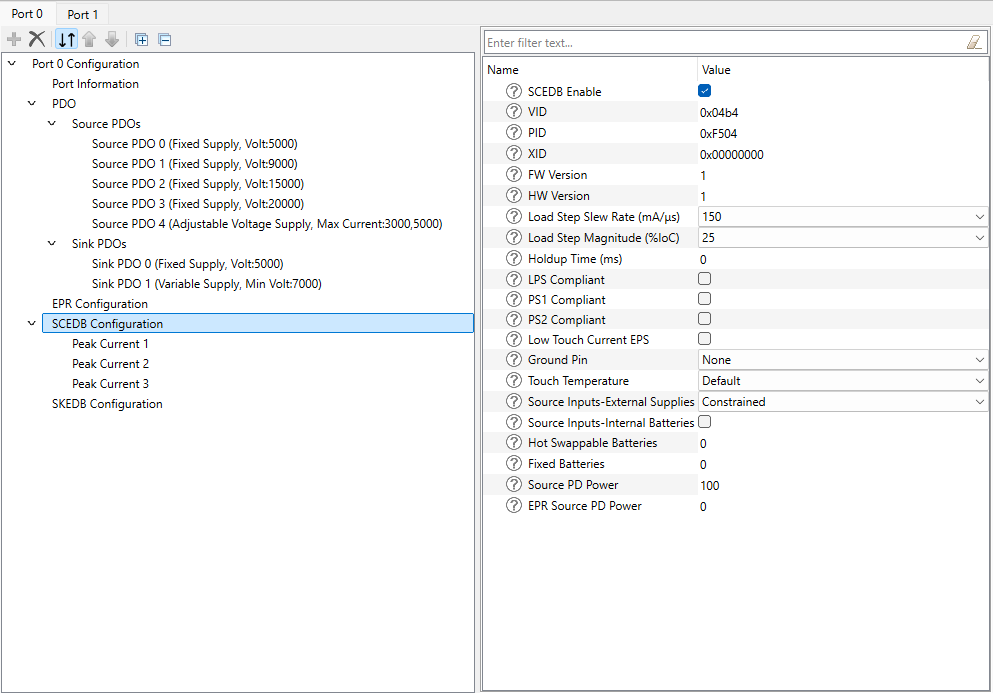 Port 0 Port 1
Port 0 Configuration
Port Information
PDO
Source PDOs
Source PDO 0 (Fixed Supply, Volt:5000)
Source PDO 1 (Fixed Supply, Volt:9000)
Source PDO 2 (Fixed Supply, Volt:15000)
Source PDO 3 (Fixed Supply, Volt:20000)
Source PDO 4 (Adjustable Voltage Supply, Max Current:3000,5000)
Sink PDOs
Sink PDO 0 (Fixed Supply, Volt:5000)
Sink PDO 1 (Variable Supply, Min Volt:7000)
EPR Configuration
SCEDB Configuration
Peak Current 1
Peak Current 2
Peak Current 3
SKEDB Configuration
Enter filter text...
Name Value
SCEDB Enable
VID 0x04b4
PID 0xF504
XID 0x00000000
FW Version 1
HW Version 1
Load Step Slew Rate (mA/μs) 150
Load Step Magnitude (%IoC) 25
Holdup Time (ms) 0
LPS Compliant
PS1 Compliant
PS2 Compliant
Low Touch Current EPS
Ground Pin None
Touch Temperature Default
Source Inputs-External Supplies Constrained
Source Inputs-Internal Batteries
Hot Swappable Batteries 0
Fixed Batteries 0
Source PD Power 100
EPR Source PD Power 0